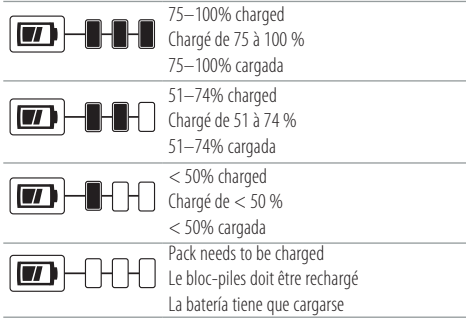 75–100% charged
Chargé de 75 à 100 %
75–100% cargada
51–74% charged
Chargé de 51 à 74 %
51–74% cargada
< 50% charged
Chargé de < 50 %
< 50% cargada
Pack needs to be charged
Le bloc-piles doit être rechargé
La batería tiene que cargarse